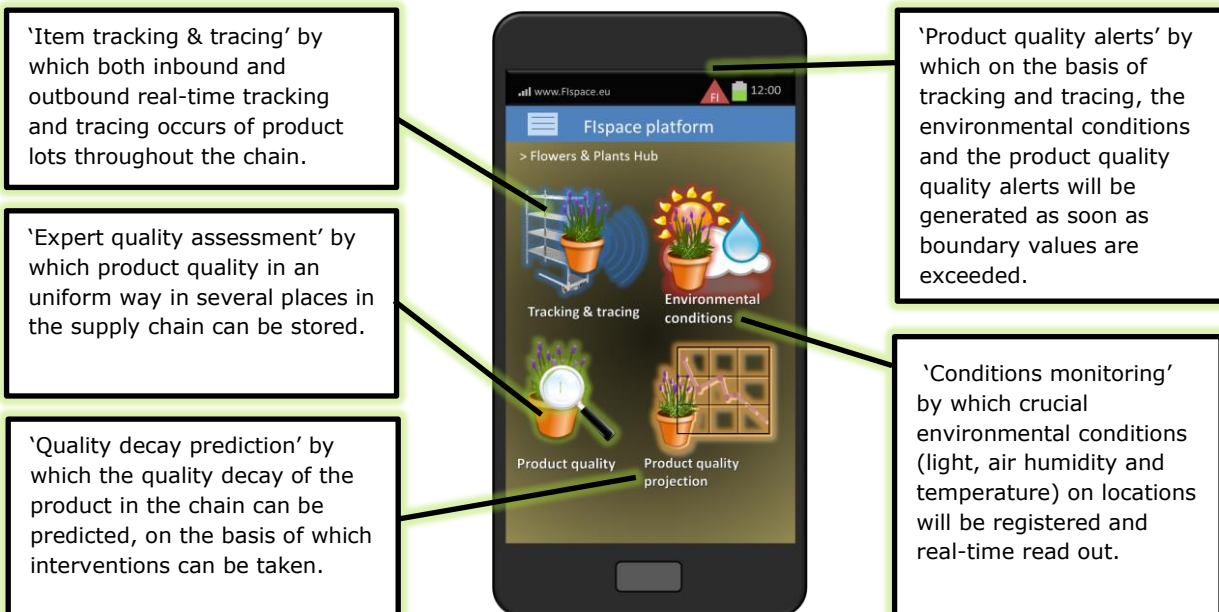 ‘Item tracking & tracing’ by
which both inbound and
outbound real-time tracking
and tracing occurs of product
lots throughout the chain.
‘Expert quality assessment’ by
which product quality in an
uniform way in several places in
the supply chain can be stored.
‘Quality decay prediction’ by
which the quality decay of the
product in the chain can be
predicted, on the basis of which
interventions can be taken.
www.FIspace.eu
FI
12:00
FIspace platform
> Flowers & Plants Hub
Tracking & tracing
Environmental
conditions
Product quality
Product quality
projection
‘Product quality alerts’ by
which on the basis of
tracking and tracing, the
environmental conditions
and the product quality
quality alerts will be
generated as soon as
boundary values are
exceeded.
‘Conditions monitoring’
by which crucial
environmental conditions
(light, air humidity and
temperature) on locations
will be registered and
real-time read out.